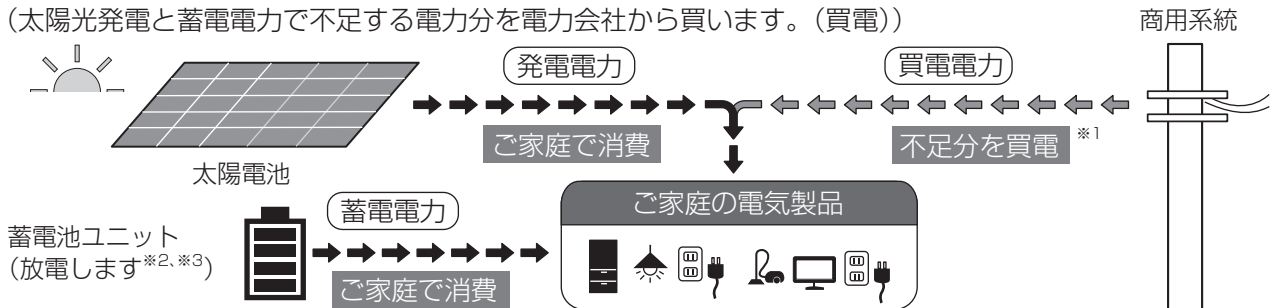 (太陽光発電と蓄電電力で不足する電力分を電力会社から買います。(買電))
商用系統
発電電力
買電電力
ご家庭で消費
不足分を買電 ※1
太陽電池
蓄電電力
ご家庭の電気製品
蓄電池ユニット
(放電します※2、※3)
ご家庭で消費